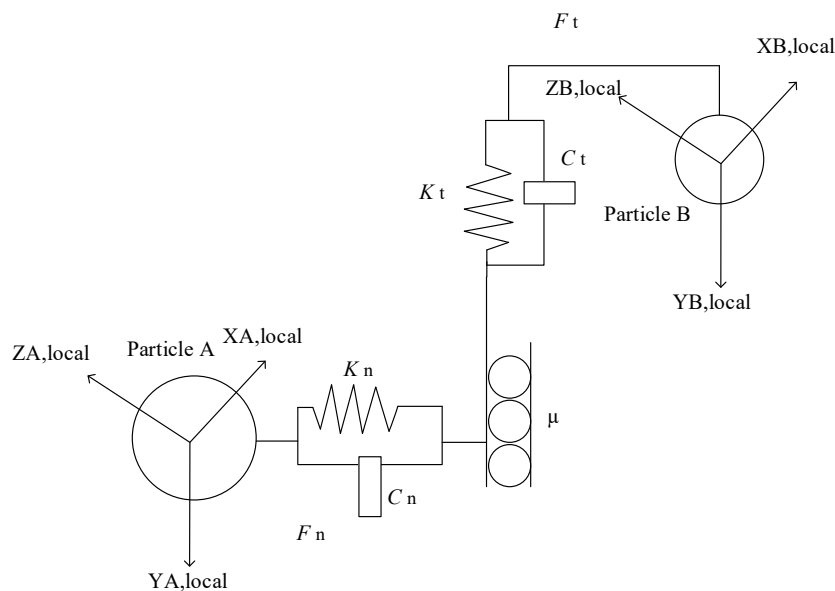 F t
XB,local
ZB,local
C t
K t
Particle B
YB,local
XA,local
Particle A
ZA,local
K n
μ
C n
F n
YA,local